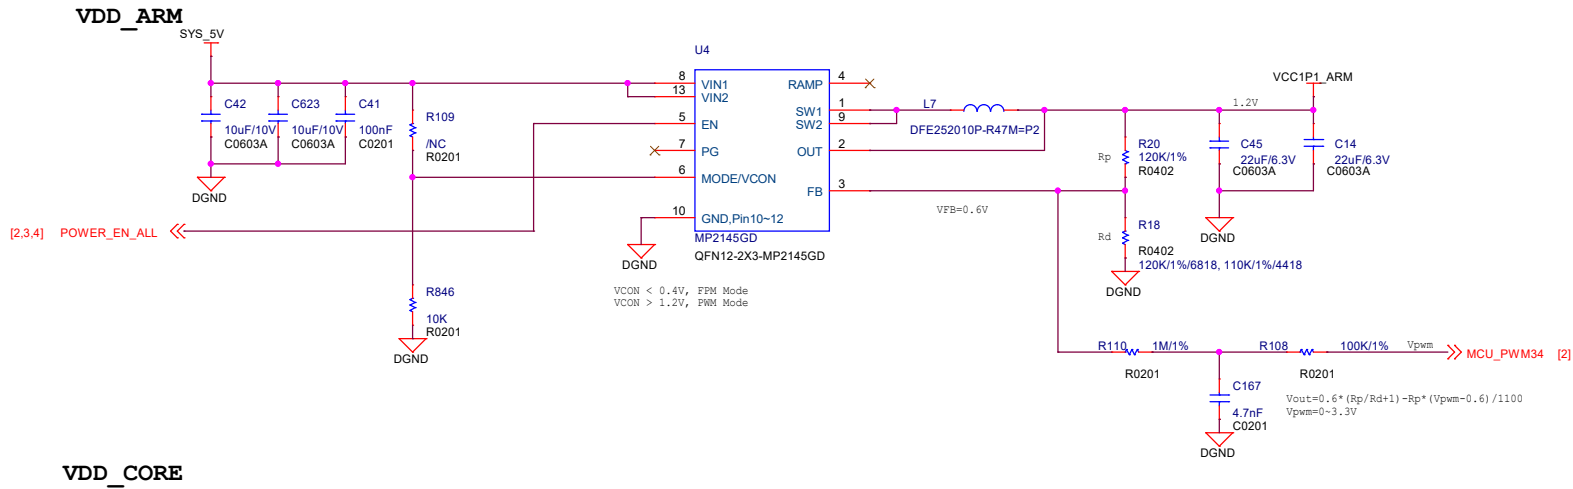 VDD_ARM
SYS_5V
C42
10uF/10V
C0603A
C623
10uF/10V
C0603A
C41
100nF
C0201
DGND
R109
/NC
R0201
U4
8 VIN1
13 VIN2
5 EN
7 PG
6 MODE/VCON
10 GND,Pin10~12
RAMP 4
SW1 1
SW2 9
OUT 2
FB 3
MP2145GD
QFN12-2X3-MP2145GD
DGND
VCON < 0.4V, FPM Mode
VCON > 1.2V, PWM Mode
[2,3,4] POWER_EN_ALL
R846
10K
R0201
DGND
L7
DFE252010P-R47M=P2
VCC1P1_ARM
1.2V
Rp
R20
120K/1%
R0402
C45
22uF/6.3V
C0603A
C14
22uF/6.3V
C0603A
DGND
VFB=0.6V
Rd
R18
R0402
120K/1%/6818, 110K/1%/4418
DGND
R110 1M/1%
R0201
R108 100K/1%
R0201
Vpwm
MCU_PWM34 [2]
C167
4.7nF
C0201
DGND
Vout=0.6*(Rp/Rd+1)-Rp*(Vpwm-0.6)/1100
Vpwm=0~3.3V
VDD_CORE